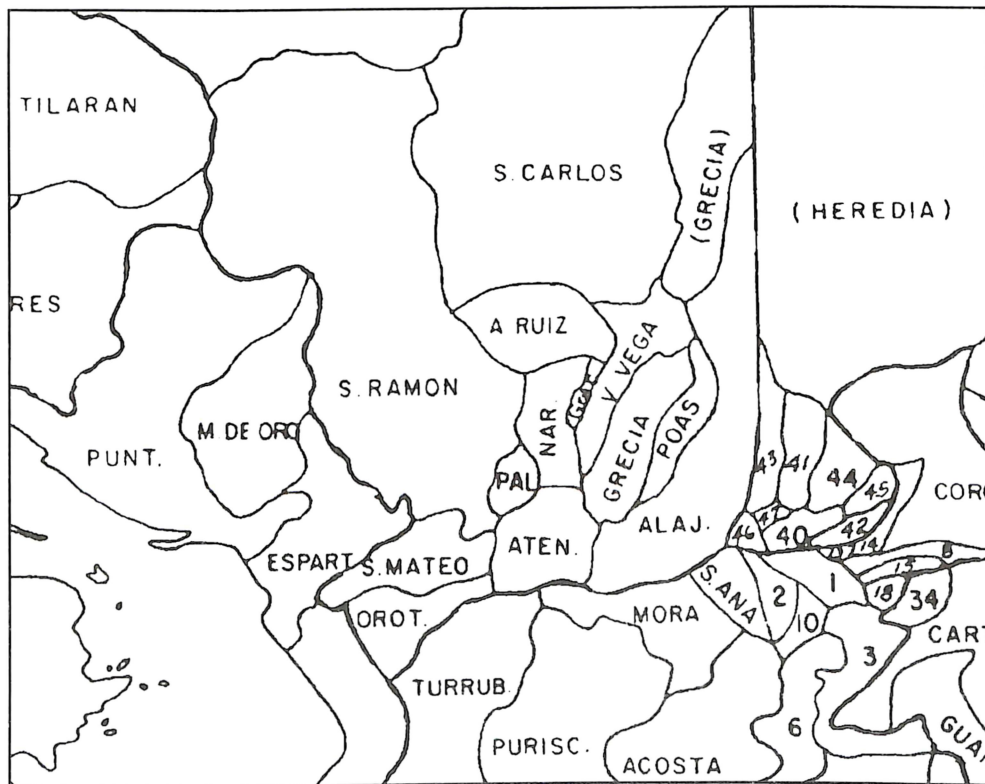 TILARAN
S. CARLOS
(GRECIA)
(HEREDIA)
RES
A RUIZ
V. VEGA
S. RAMON
NAR.
GRECIA
POAS
M. DE ORO
PUNT.
PAL
43
41
44
45
CORO
47
46
40
42
14
ALAJ.
ATEN.
ESPART.
S. MATEO
13
8
15
S. ANA
2
1
18
34
OROT.
MORA
10
CART
3
TURRUB.
6
GUA
PURISC.
ACOSTA